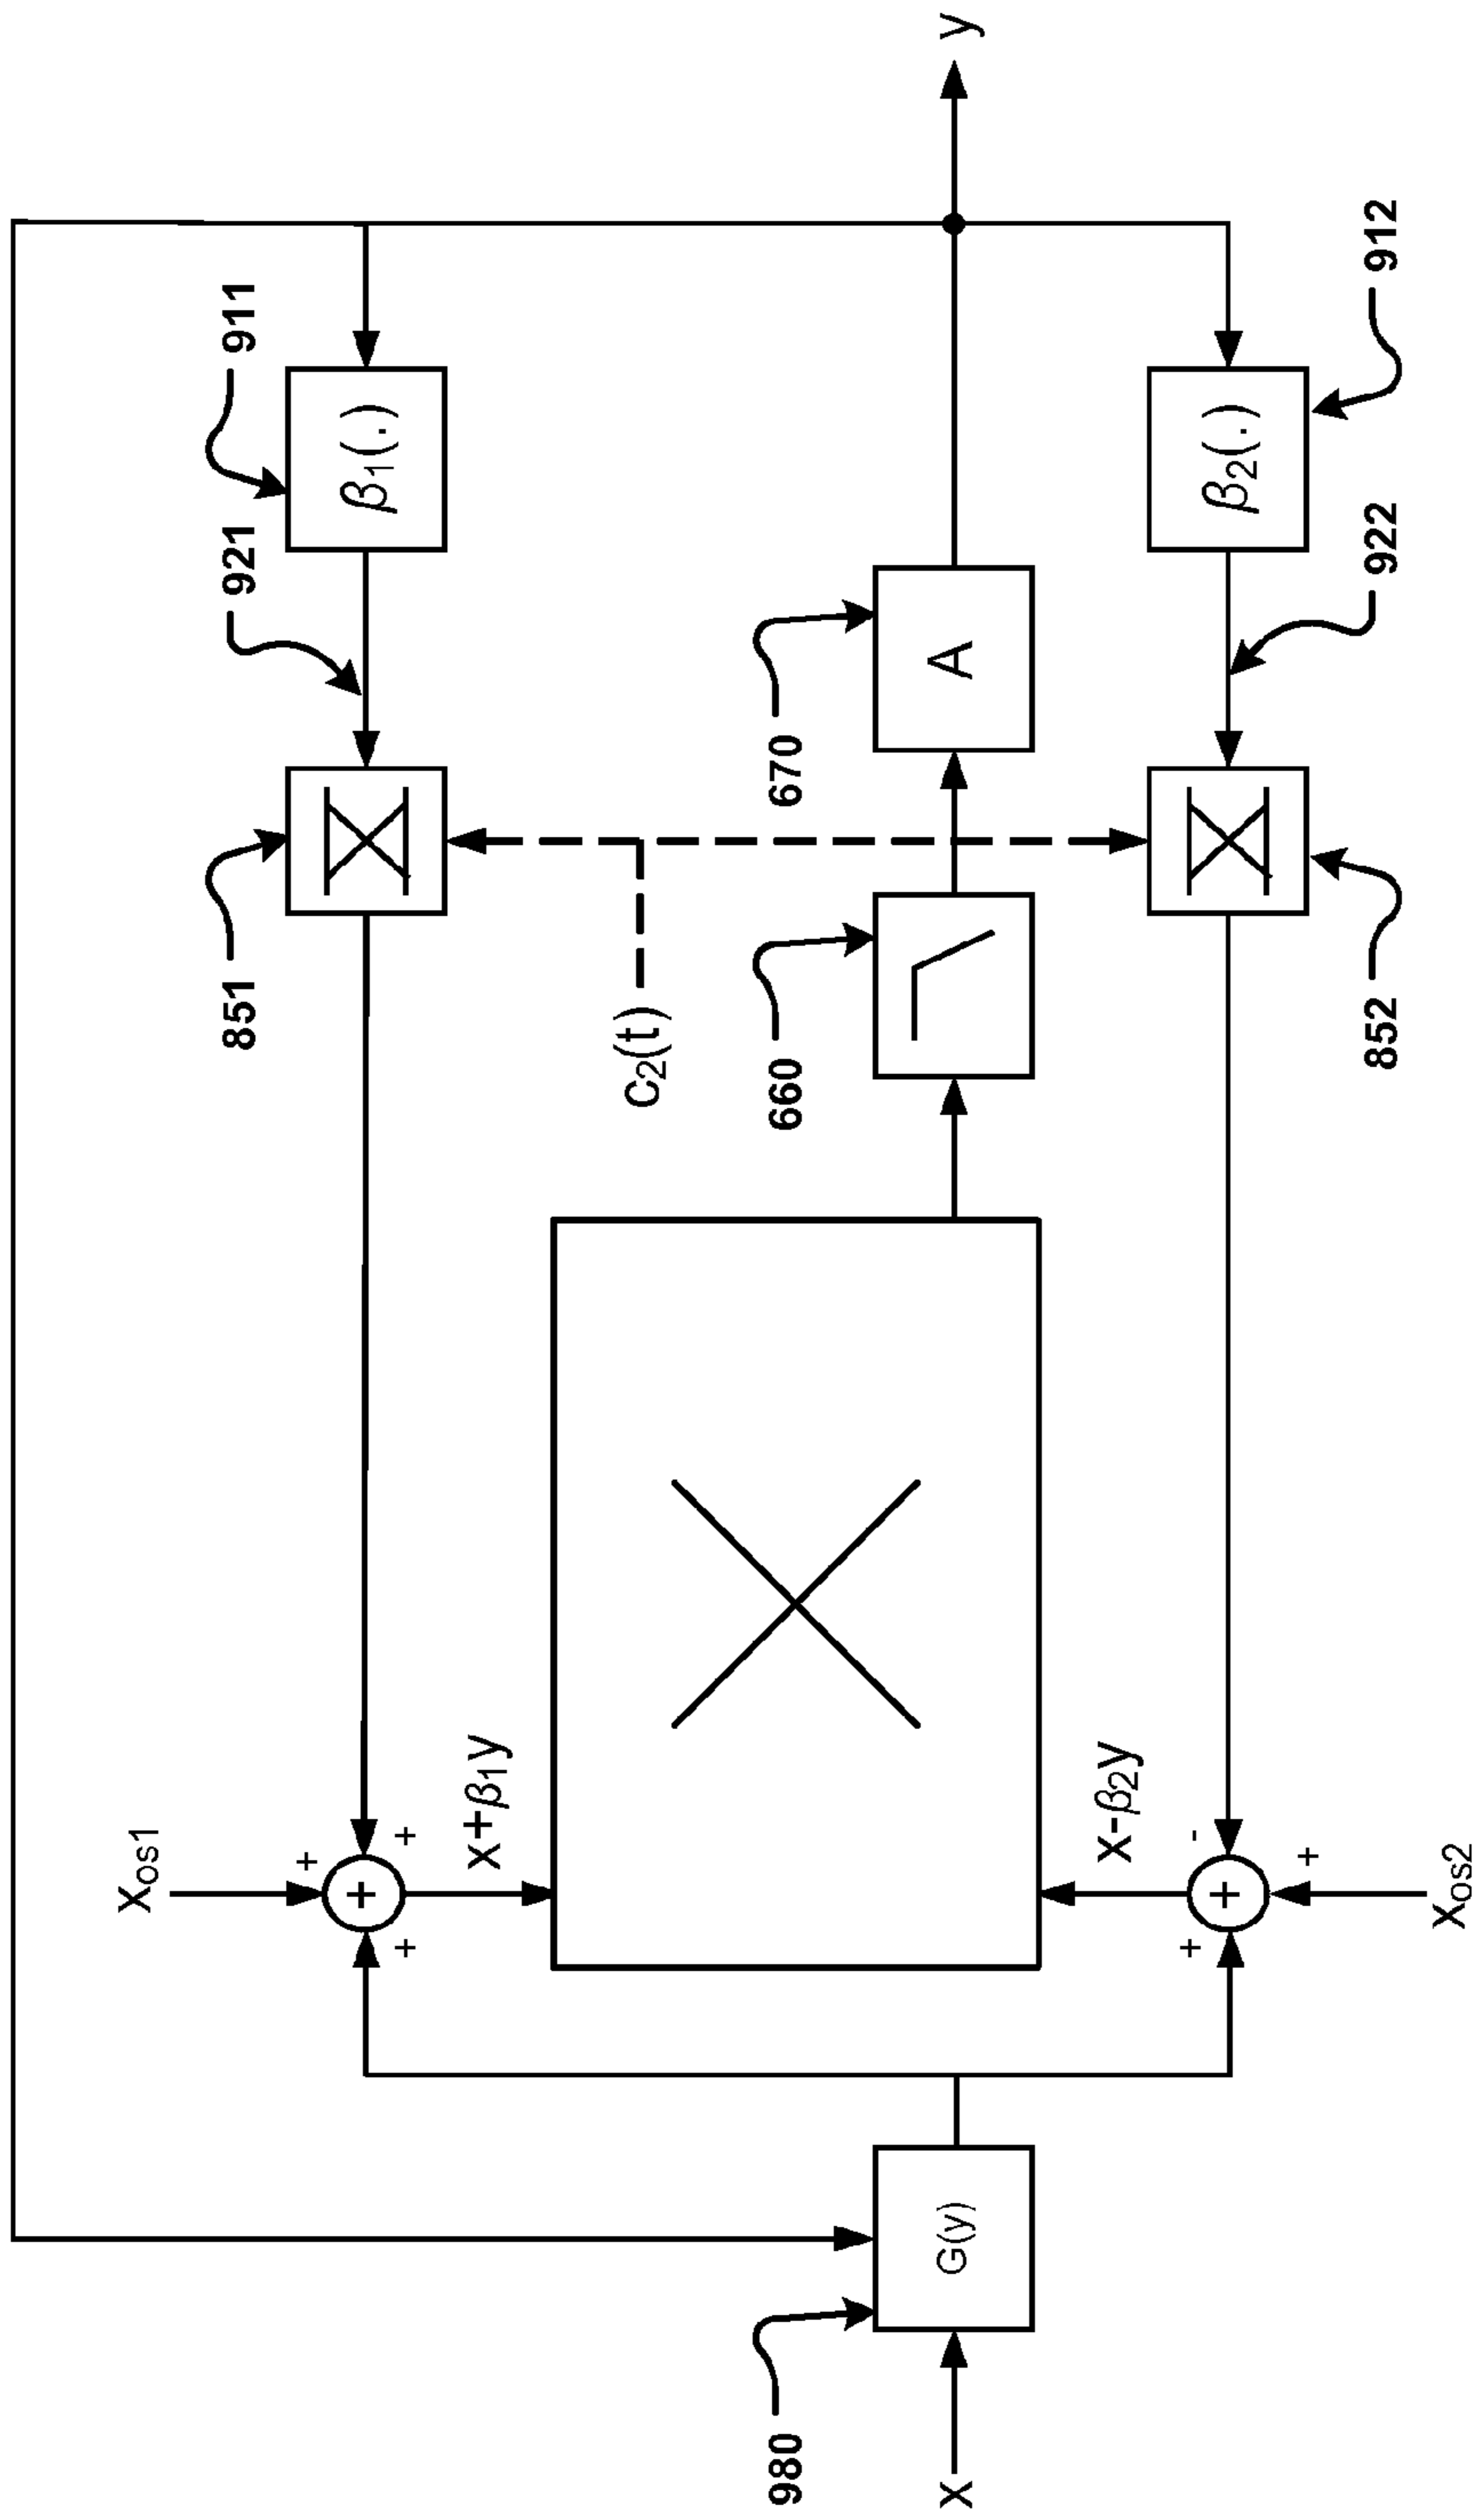 851
921
911
xos1
+
+
+
+
x+β1y
β1(.)
C2(t)
980
660
670
x
G(y)
A
y
x-β2y
+
-
+
+
β2(.)
xos2
852
922
912